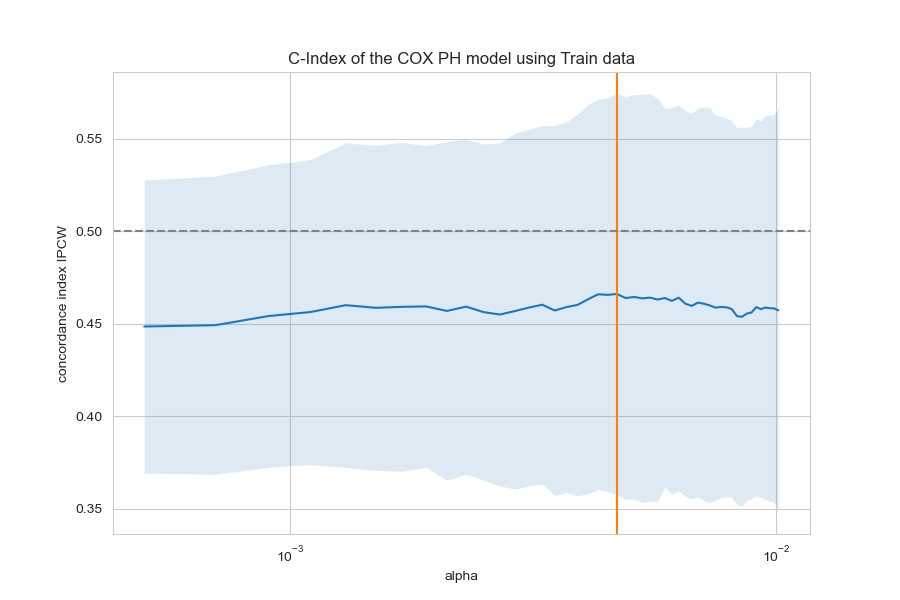 C-Index of the COX PH model using Train data
concordance index IPCW
0.55
0.50
0.45
0.40
0.35
10⁻³
10⁻²
alpha